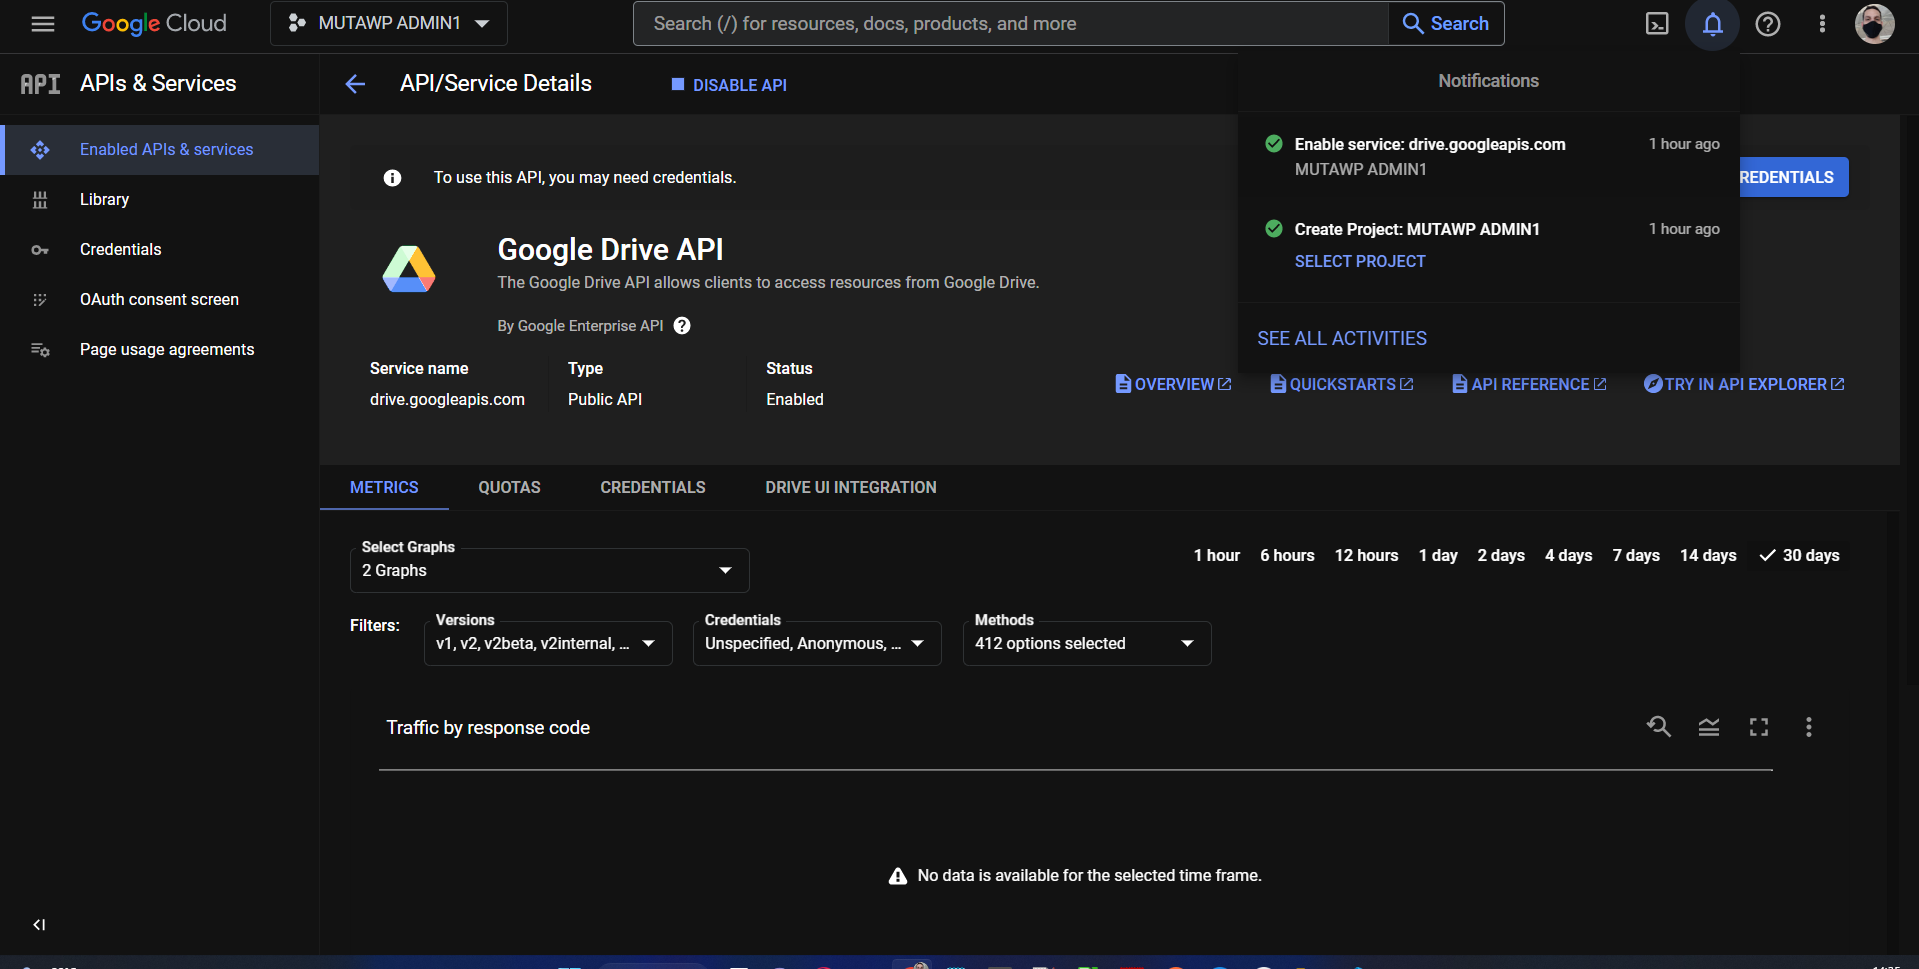 Google Cloud
MUTAWP ADMIN1
Search (/) for resources, docs, products, and more
Search
API
APIs & Services
API/Service Details
DISABLE API
Notifications
Enabled APIs & services
Library
Credentials
OAuth consent screen
Page usage agreements
To use this API, you may need credentials.
REDENTIALS
Enable service: drive.googleapis.com
1 hour ago
MUTAWP ADMIN1
Create Project: MUTAWP ADMIN1
1 hour ago
SELECT PROJECT
SEE ALL ACTIVITIES
Google Drive API
The Google Drive API allows clients to access resources from Google Drive.
By Google Enterprise API
Service name
Type
Status
drive.googleapis.com
Public API
Enabled
OVERVIEW
QUICKSTARTS
API REFERENCE
TRY IN API EXPLORER
METRICS
QUOTAS
CREDENTIALS
DRIVE UI INTEGRATION
Select Graphs
2 Graphs
1 hour
6 hours
12 hours
1 day
2 days
4 days
7 days
14 days
30 days
Filters:
Versions
v1, v2, v2beta, v2internal, ...
Credentials
Unspecified, Anonymous, ...
Methods
412 options selected
Traffic by response code
No data is available for the selected time frame.